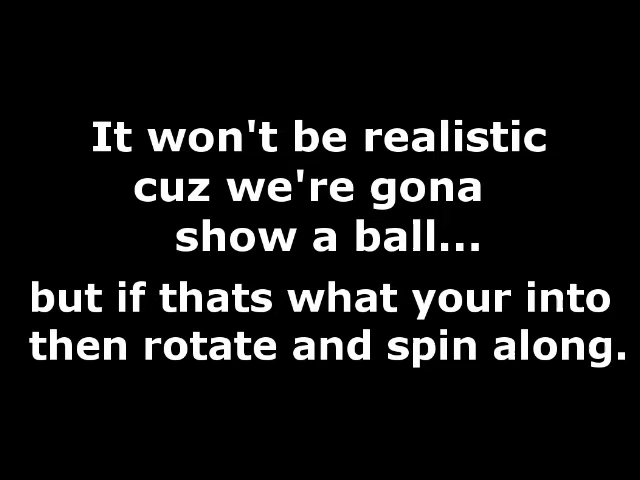 It won't be realistic
cuz we're gona
show a ball...
but if thats what your into
then rotate and spin along.